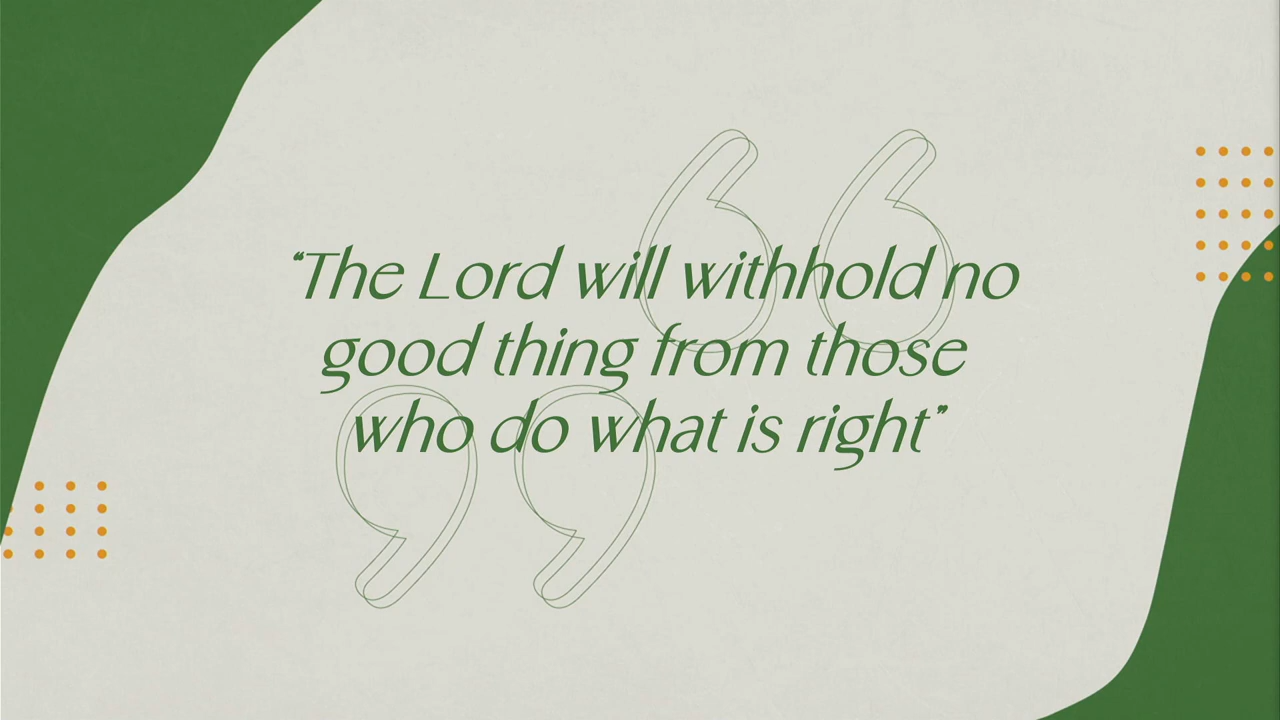 “The Lord will withhold no
good thing from those
who do what is right”